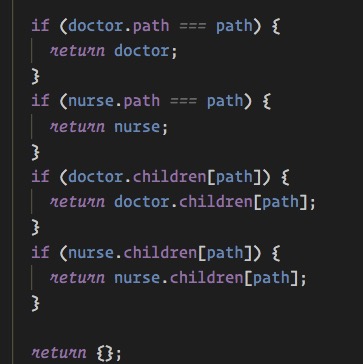 if (doctor.path === path) {
return doctor;
}
if (nurse.path === path) {
return nurse;
}
if (doctor.children[path]) {
return doctor.children[path];
}
if (nurse.children[path]) {
return nurse.children[path];
}
return {};